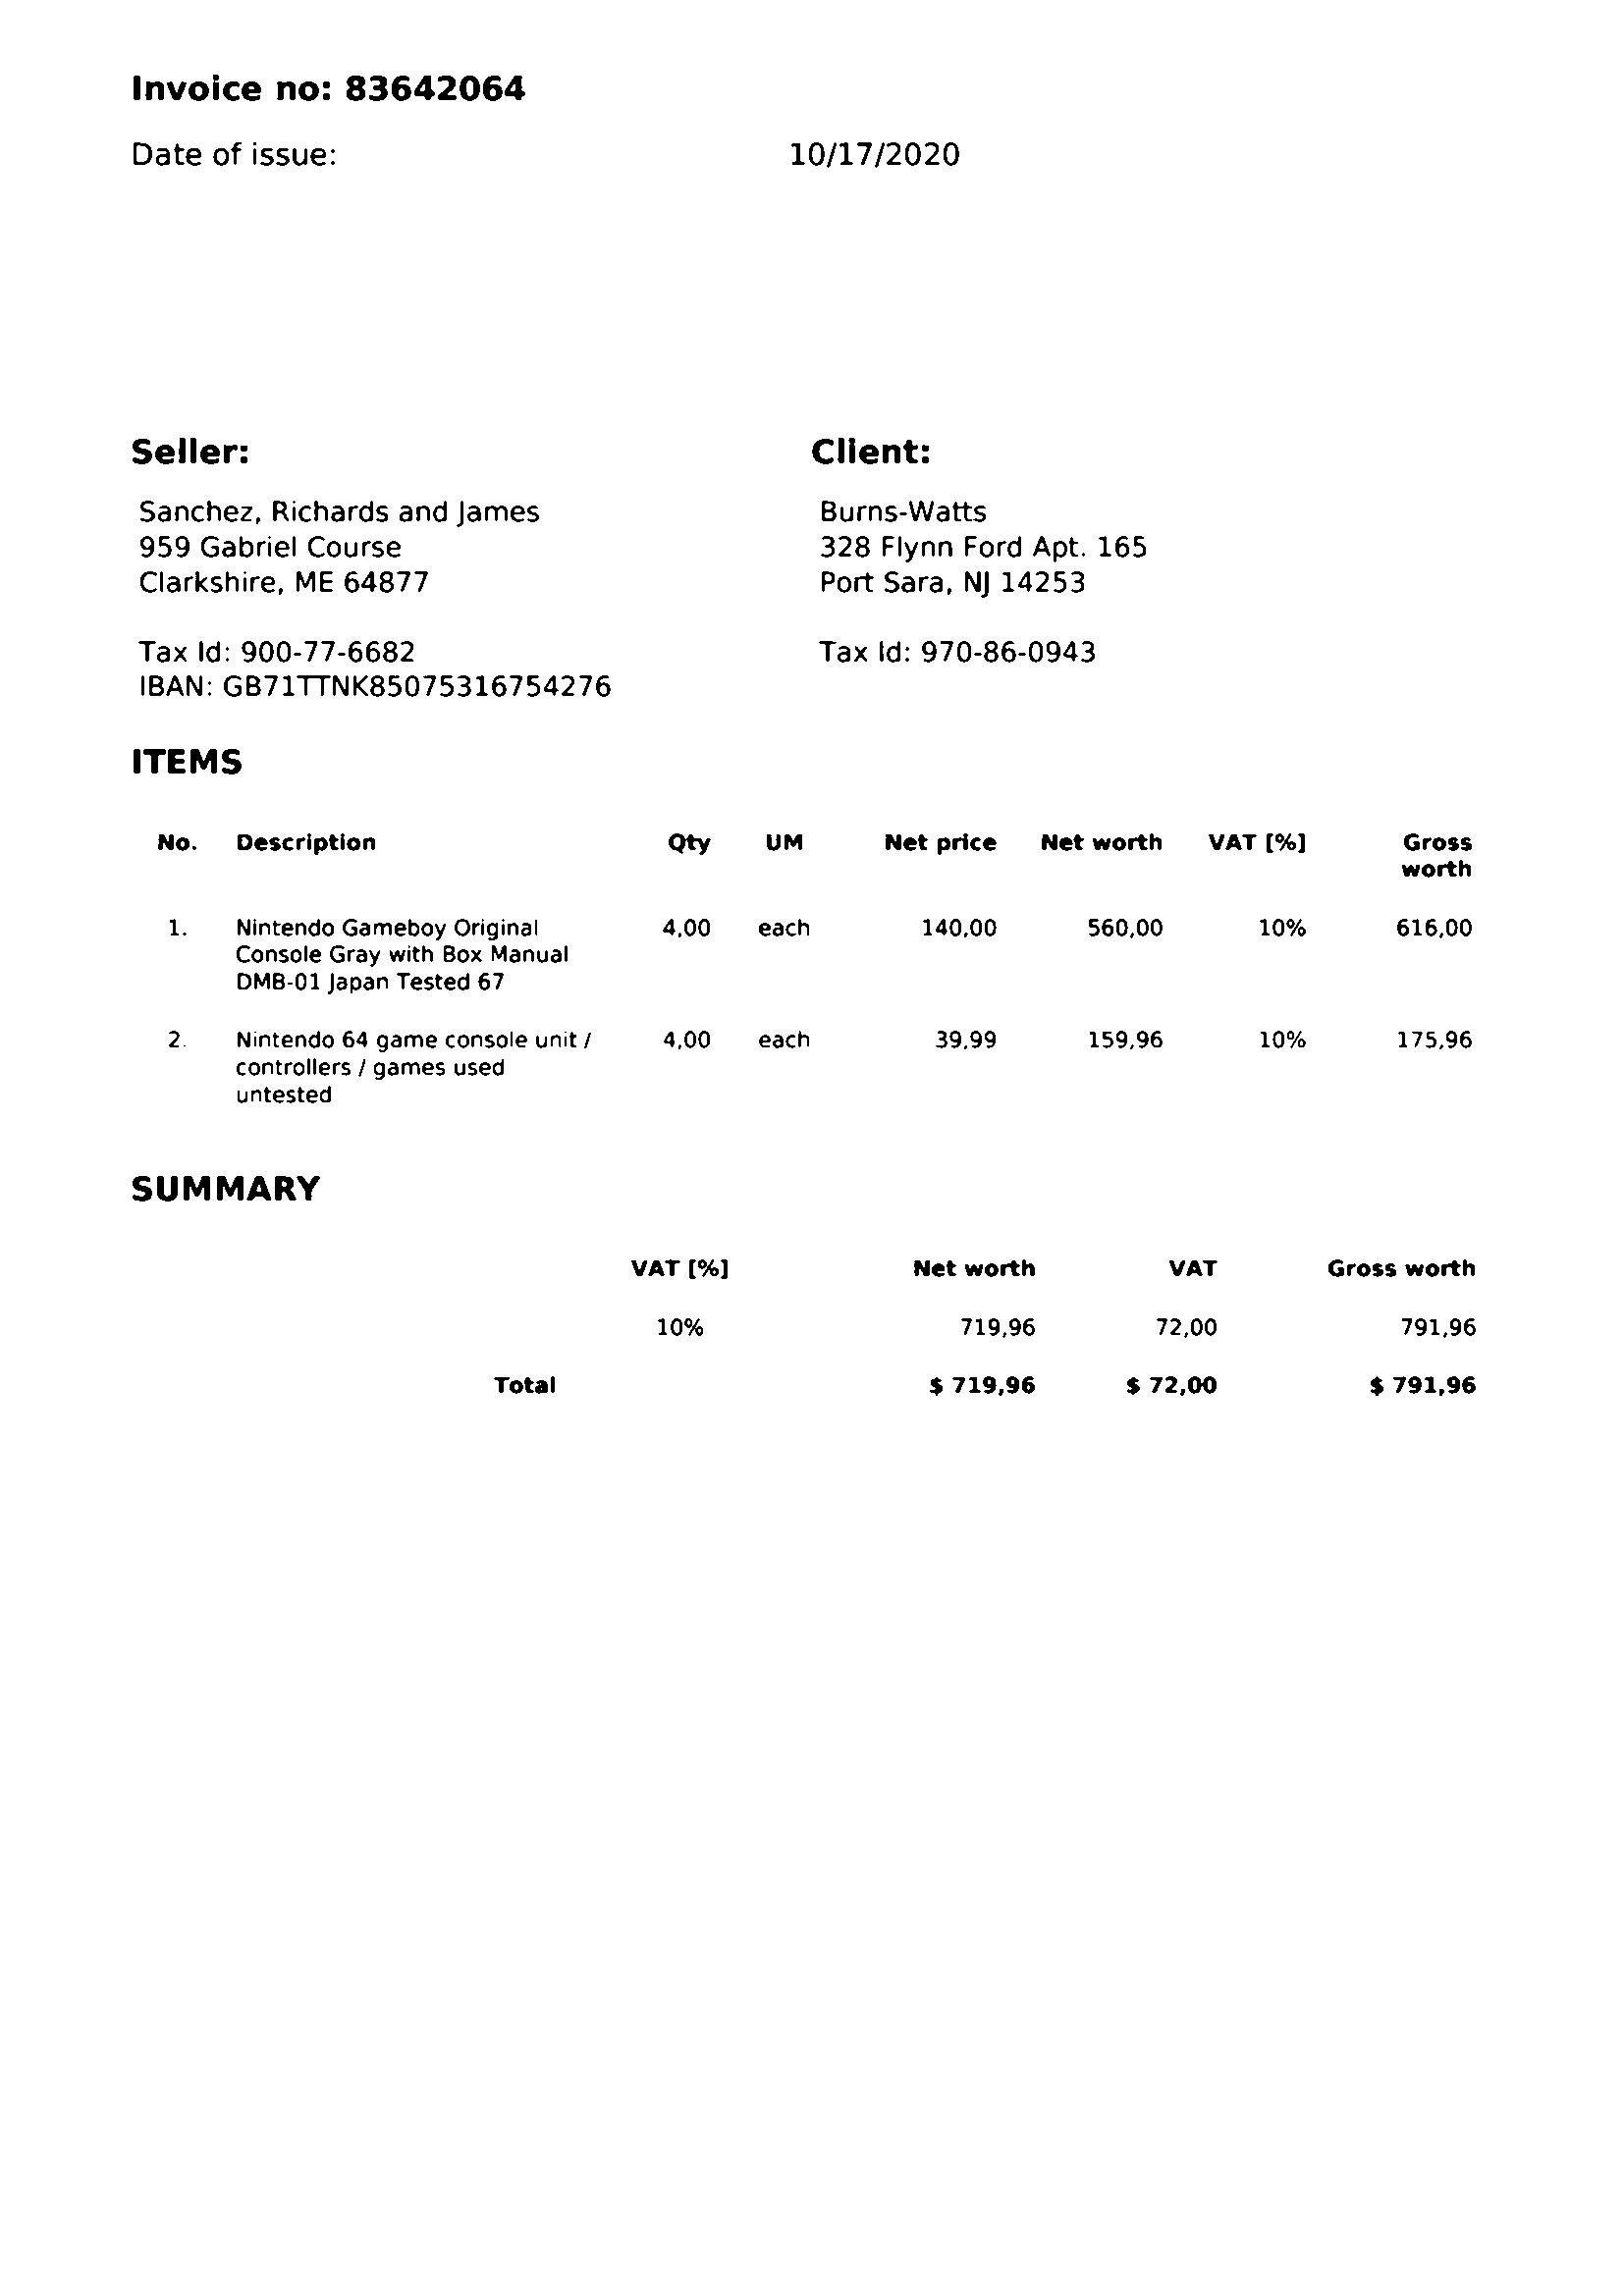 Invoice no: 83642064
Date of issue: 10/17/2020
Seller:
Sanchez, Richards and James
959 Gabriel Course
Clarkshire, ME 64877
Tax Id: 900-77-6682
IBAN: GB71TTNK85075316754276
Client:
Burns-Watts
328 Flynn Ford Apt. 165
Port Sara, NJ 14253
Tax Id: 970-86-0943
ITEMS
No. Description Qty UM Net price Net worth VAT [%] Gross
worth
1. Nintendo Gameboy Original 4,00 each 140,00 560,00 10% 616,00
Console Gray with Box Manual
DMB-01 Japan Tested 67
2. Nintendo 64 game console unit / 4,00 each 39,99 159,96 10% 175,96
controllers / games used
untested
SUMMARY
VAT [%] Net worth VAT Gross worth
10% 719,96 72,00 791,96
Total $ 719,96 $ 72,00 $ 791,96